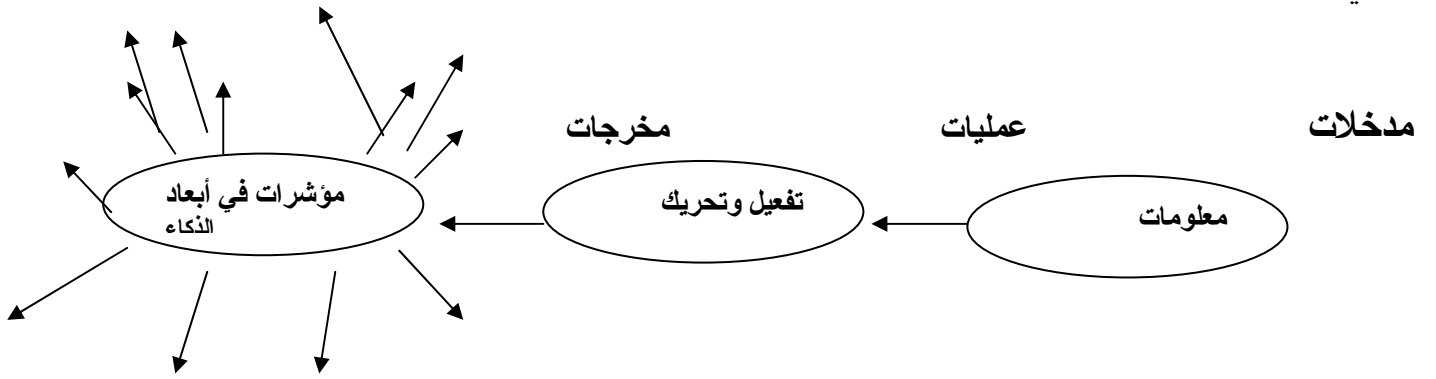 مدخلات
عمليات
مخرجات
معلومات
تفعيل وتحريك
مؤشرات في أبعاد
الذكاء